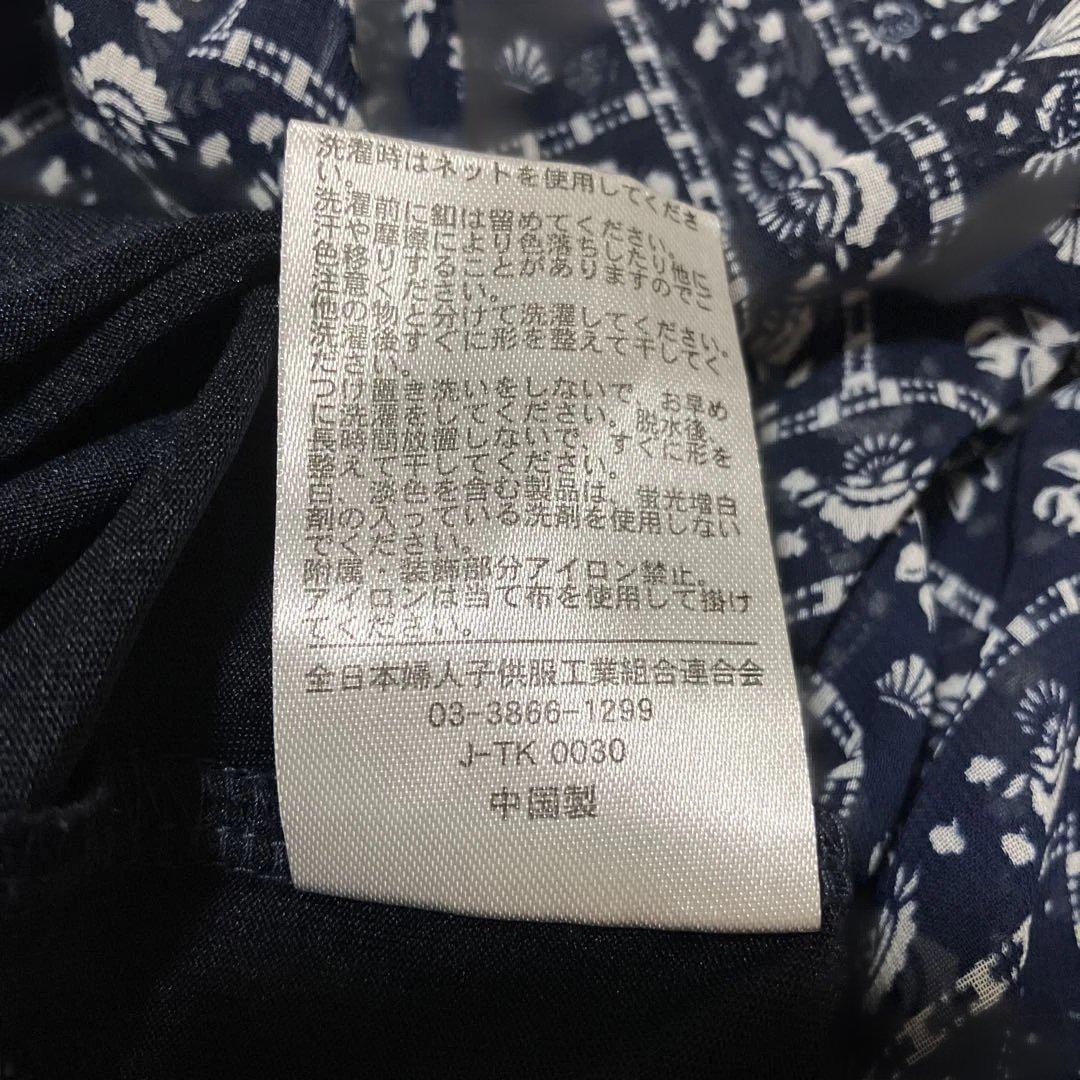 洗濯時はネットを使用してくださ
い。
洗濯前に釦は留めてください。
汗や摩擦により色落ちしたり他に
色移りすることがありますのでご
注意ください。
他の物と分けて洗濯してください。
洗濯後すぐに形を整えて干してく
ださい。
つけ置き洗いをしないで、お早め
に洗濯をしてください。脱水後、
長時間放置しないで、すぐに形を
整えて干してください。
白、淡色を含む製品は、蛍光増白
剤の入っている洗剤を使用しない
でください。
附属・装飾部分アイロン禁止。
アイロンは当て布を使用して掛け
てください。
全日本婦人子供服工業組合連合会
03-3866-1299
J-TK 0030
中国製